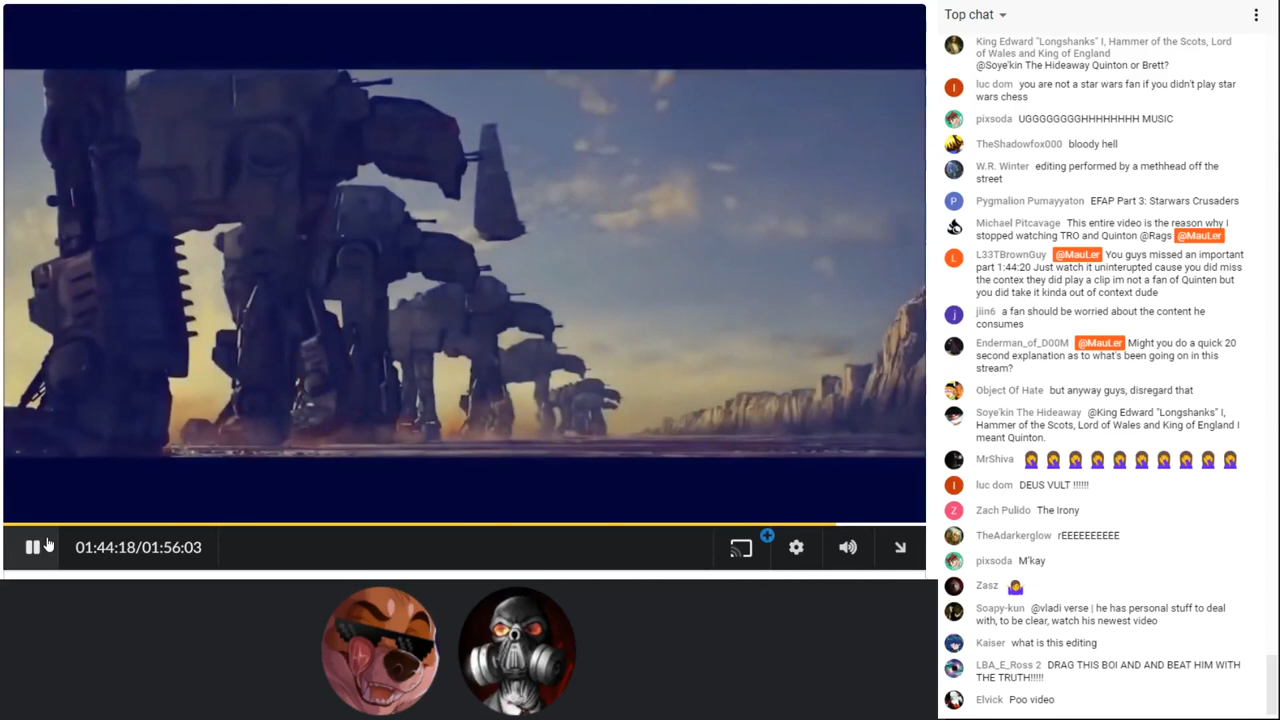 Top chat
King Edward "Longshanks" I, Hammer of the Scots, Lord
of Wales and King of England
@Soye'kin The Hideaway Quinton or Brett?
luc dom you are not a star wars fan if you didn't play star
wars chess
pixsoda UGGGGGGGGHHHHHHHH MUSIC
TheShadowfox000 bloody hell
W.R. Winter editing performed by a methhead off the
street
P Pygmalion Pumayyaton EFAP Part 3: Starwars Crusaders
Michael Pitcavage This entire video is the reason why I
stopped watching TRO and Quinton @Rags @MauLer
L L33TBrownGuy @MauLer You guys missed an important
part 1:44:20 Just watch it uninterupted cause you did miss
the contex they did play a clip im not a fan of Quinten but
you did take it kinda out of context dude
j jiin6 a fan should be worried about the content he
consumes
Enderman_of_D00M @MauLer Might you do a quick 20
second explanation as to what's been going on in this
stream?
Object Of Hate but anyway guys, disregard that
Soye'kin The Hideaway @King Edward "Longshanks" I,
Hammer of the Scots, Lord of Wales and King of England I
meant Quinton.
MrShiva
luc dom DEUS VULT !!!!!!
Z Zach Pulido The Irony
TheAdarkerglow rEEEEEEEEEE
pixsoda M'kay
Zasz
Soapy-kun @vladi verse | he has personal stuff to deal
with, to be clear, watch his newest video
Kaiser what is this editing
LBA_E_Ross 2 DRAG THIS BOI AND AND BEAT HIM WITH
THE TRUTH!!!!!
Elvick Poo video
01:44:18/01:56:03